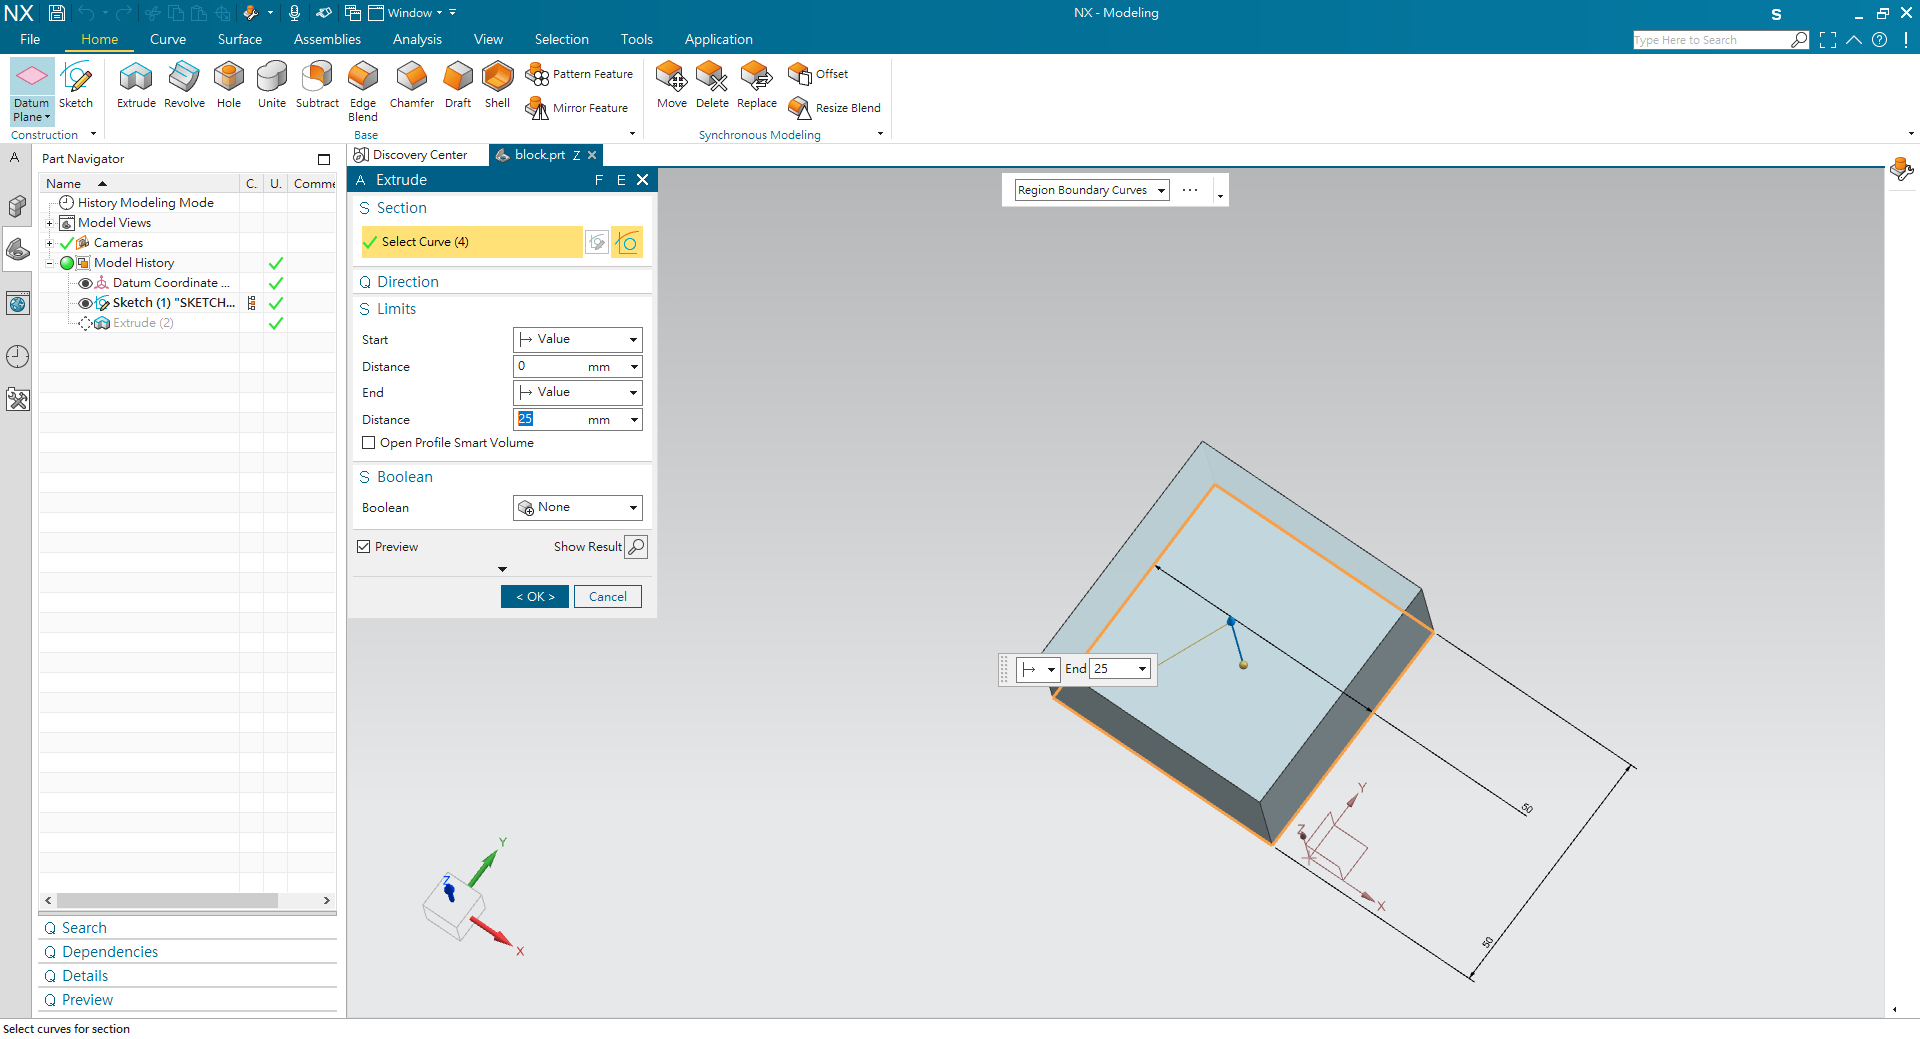 NX
Window
NX - Modeling
S
File
Home
Curve
Surface
Assemblies
Analysis
View
Selection
Tools
Application
Type Here to Search
Datum Plane
Sketch
Extrude
Revolve
Hole
Unite
Subtract
Edge Blend
Chamfer
Draft
Shell
Pattern Feature
Mirror Feature
Move
Delete
Replace
Offset
Resize Blend
Construction
Base
Synchronous Modeling
A
Part Navigator
Name
C.
U.
Comme
History Modeling Mode
Model Views
Cameras
Model History
Datum Coordinate ...
Sketch (1) "SKETCH...
Extrude (2)
Q Search
Q Dependencies
Q Details
Q Preview
Discovery Center
block.prt Z
A Extrude F E
S Section
Select Curve (4)
Q Direction
S Limits
Start Value
Distance 0 mm
End Value
Distance 25 mm
Open Profile Smart Volume
S Boolean
Boolean None
Preview
Show Result
< OK >
Cancel
Region Boundary Curves
...
End 25
50
50
Y
Z
X
Y
Z
X
Select curves for section